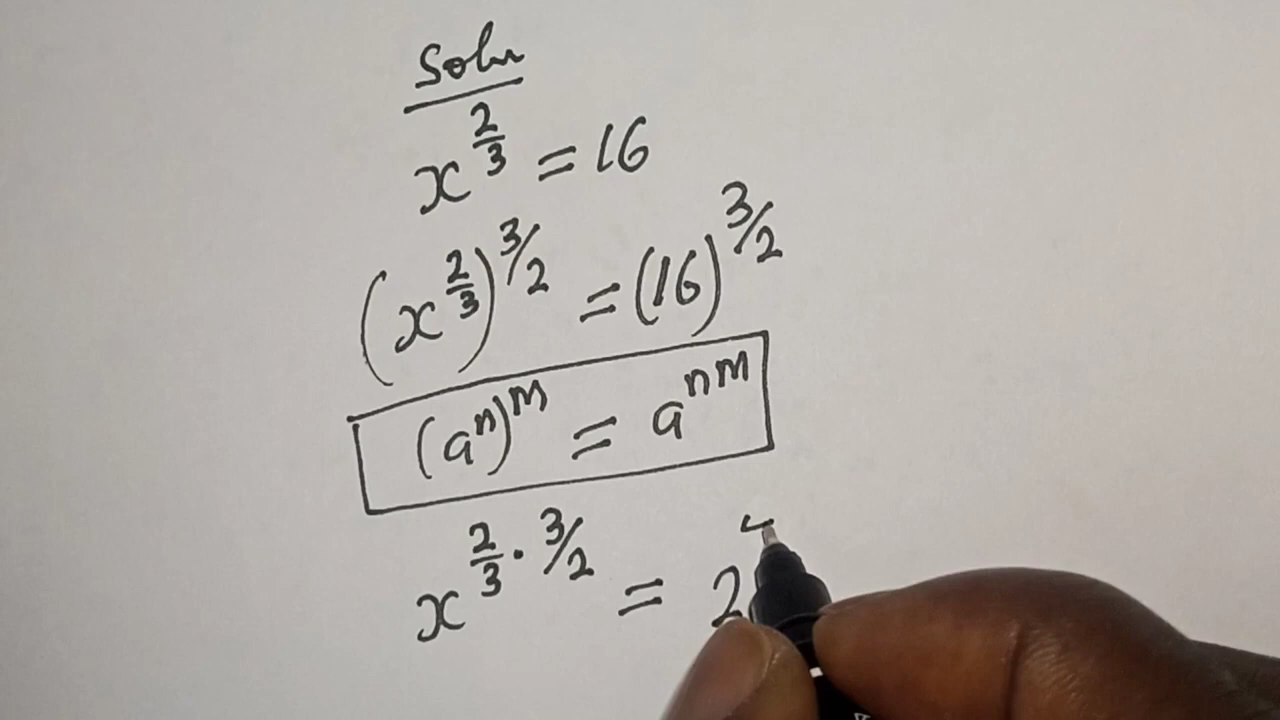 Soln
x^{2/3} = 16
(x^{2/3})^{3/2} = (16)^{3/2}
(a^n)^m = a^{nm}
x^{2/3 · 3/2} = 2